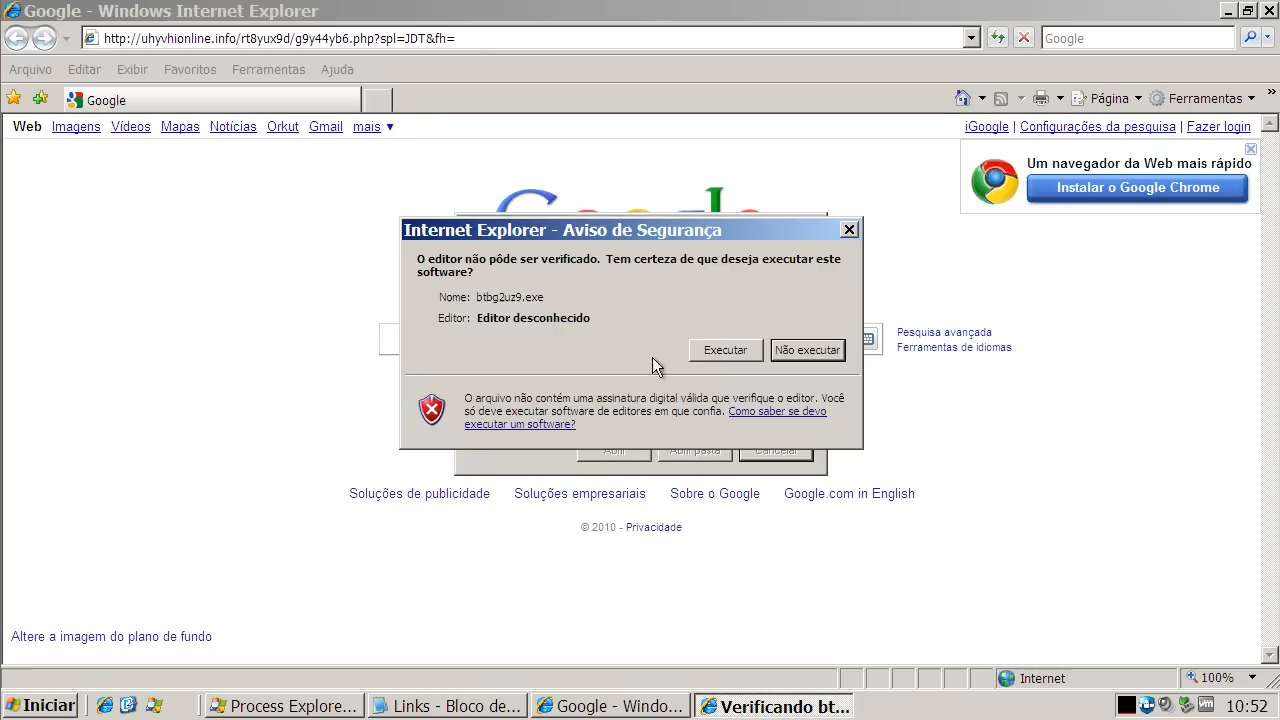 Google - Windows Internet Explorer
http://uhyvhionline.info/rt8yux9d/g9y44yb6.php?spl=JDT&fh=
Google
Arquivo Editar Exibir Favoritos Ferramentas Ajuda
Google
Página Ferramentas
Web Imagens Vídeos Mapas Notícias Orkut Gmail mais ▼
iGoogle | Configurações da pesquisa | Fazer login
Um navegador da Web mais rápido
Instalar o Google Chrome
Internet Explorer - Aviso de Segurança
O editor não pôde ser verificado. Tem certeza de que deseja executar este
software?
Nome: btbg2uz9.exe
Editor: Editor desconhecido
Executar Não executar
O arquivo não contém uma assinatura digital válida que verifique o editor. Você
só deve executar software de editores em que confia. Como saber se devo
executar um software?
Pesquisa avançada
Ferramentas de idiomas
Abrir Abrir pasta Cancelar
Soluções de publicidade Soluções empresariais Sobre o Google Google.com in English
© 2010 - Privacidade
Altere a imagem do plano de fundo
Internet 100%
Iniciar Process Explore... Links - Bloco de... Google - Windo... Verificando bt... 10:52